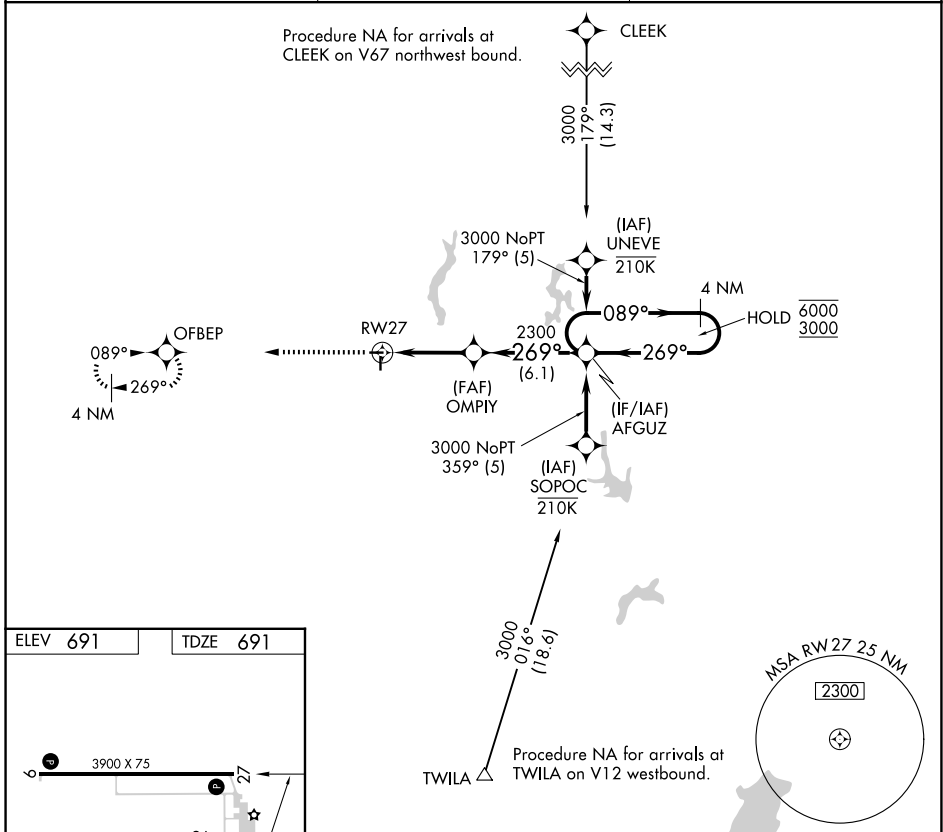 Procedure NA for arrivals at
CLEEK on V67 northwest bound.
CLEEK
3000
179°
(14.3)
(IAF)
UNEVE
210K
3000 NoPT
179° (5)
4 NM
089°
HOLD 6000
3000
269°
OFBEP
089°
269°
4 NM
RW27
2300
269°
(6.1)
(FAF)
OMPIY
(IF/IAF)
AFGUZ
3000 NoPT
359° (5)
(IAF)
SOPOC
210K
3000
016°
(18.6)
TWILA
Procedure NA for arrivals at
TWILA on V12 westbound.
MSA RW27 25 NM
2300
ELEV 691
TDZE 691
9
3900 X 75
27
P
P